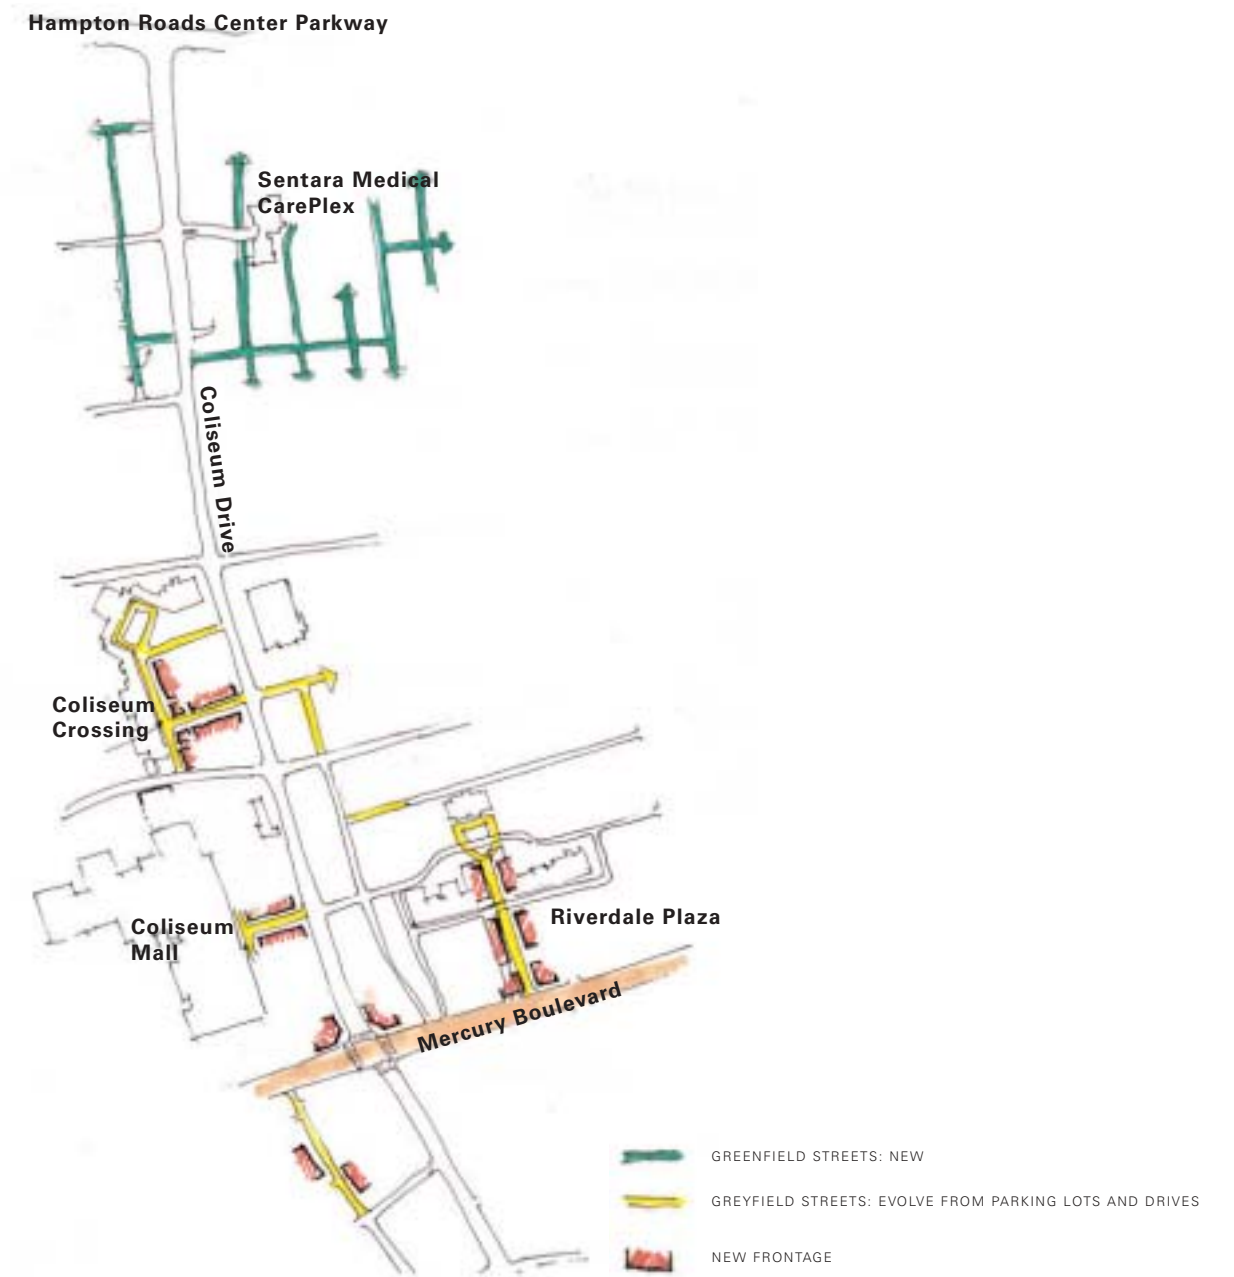 Hampton Roads Center Parkway
Sentara Medical
CarePlex
Coliseum Drive
Coliseum
Crossing
Coliseum
Mall
Riverdale Plaza
Mercury Boulevard
GREENFIELD STREETS: NEW
GREYFIELD STREETS: EVOLVE FROM PARKING LOTS AND DRIVES
NEW FRONTAGE